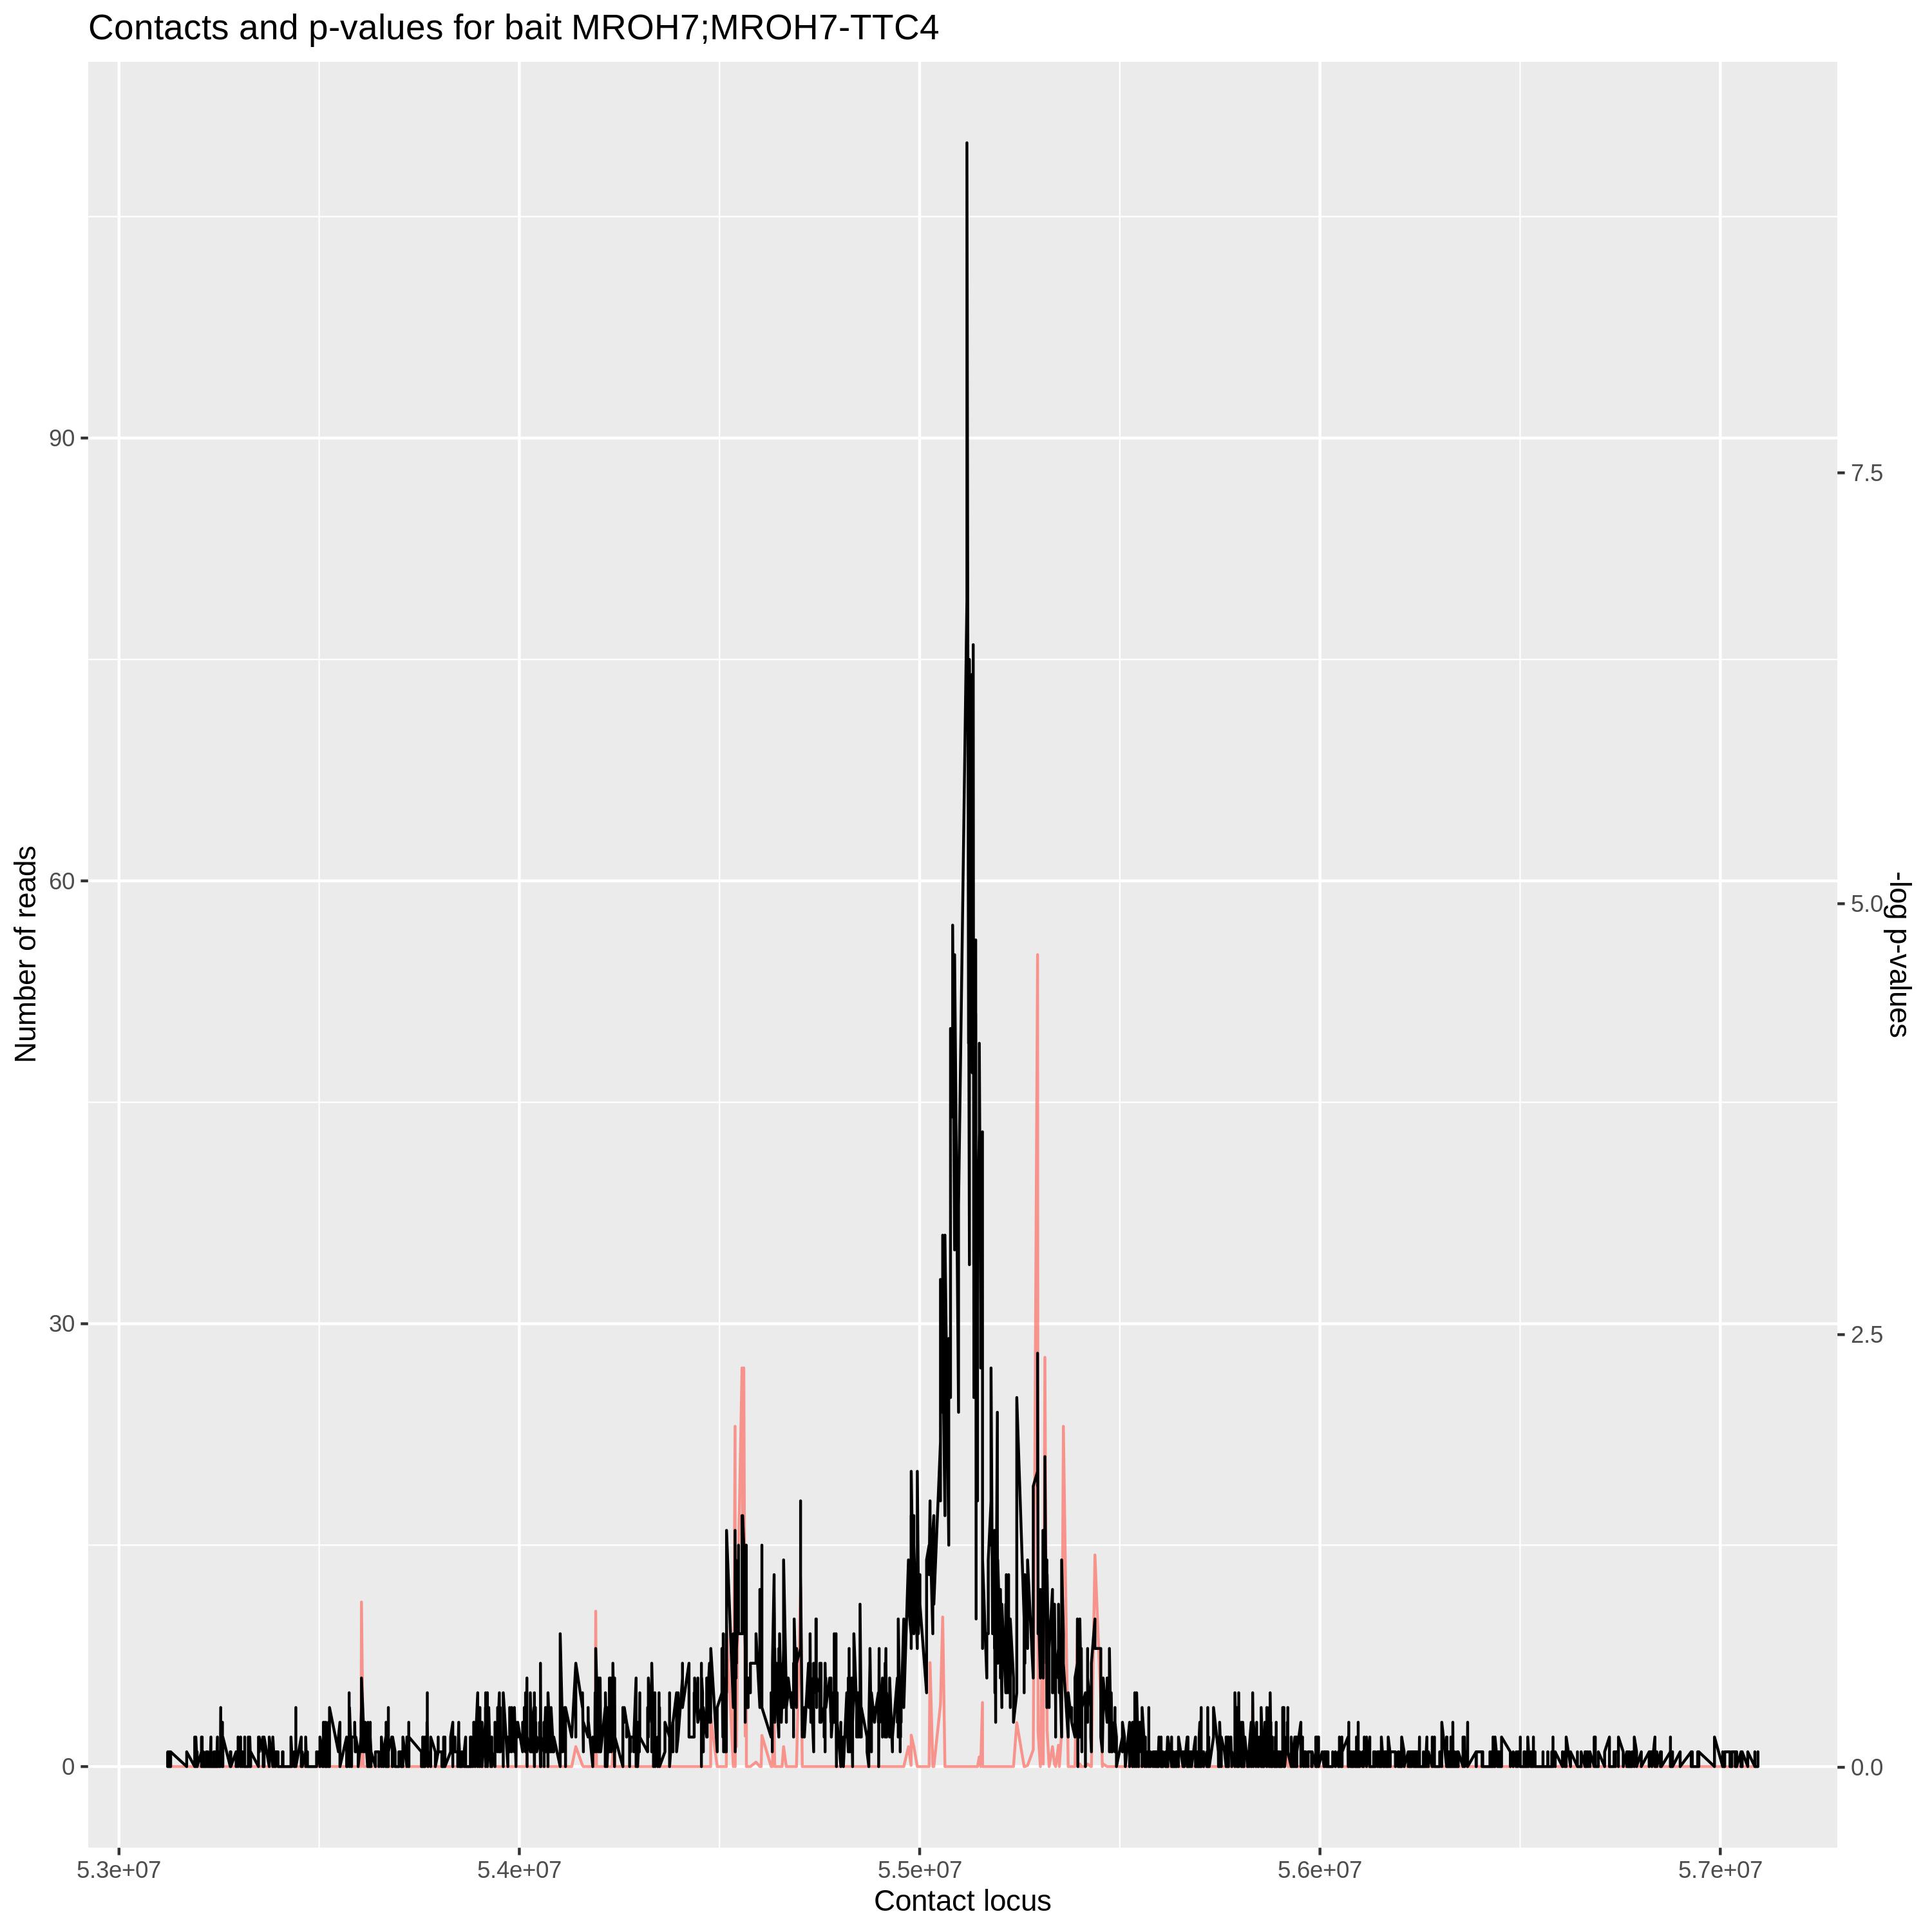 Contacts and p-values for bait MROH7;MROH7-TTC4
Number of reads
90
60
30
0
7.5
5.0
2.5
0.0
-log p-values
5.3e+07
5.4e+07
5.5e+07
5.6e+07
5.7e+07
Contact locus